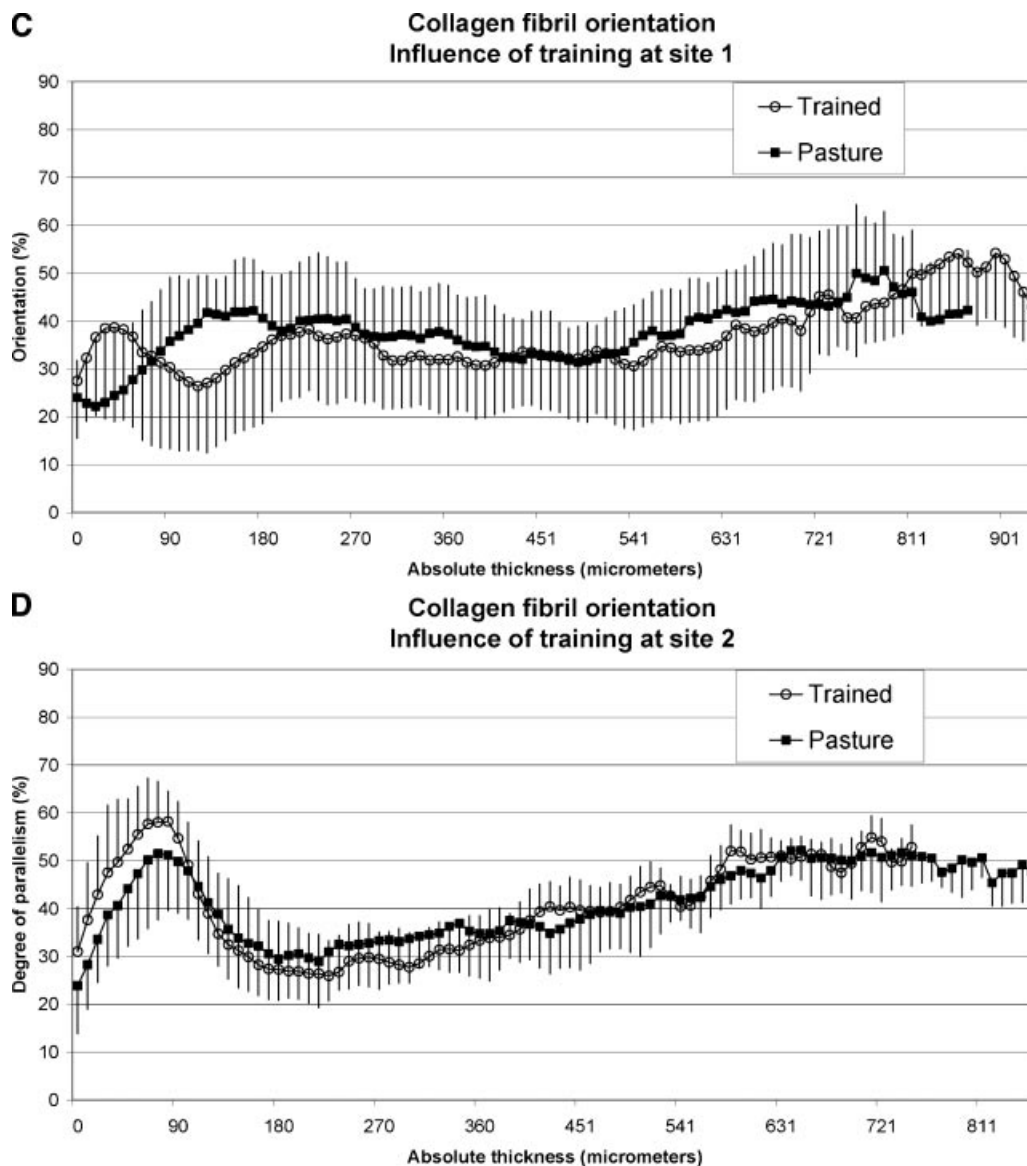 C
Collagen fibril orientation
Influence of training at site 1
90
80
70
60
50
40
30
20
10
0
Orientation (%)
Trained
Pasture
0 90 180 270 360 451 541 631 721 811 901
Absolute thickness (micrometers)
D
Collagen fibril orientation
Influence of training at site 2
90
80
70
60
50
40
30
20
10
0
Degree of parallelism (%)
Trained
Pasture
0 90 180 270 360 451 541 631 721 811
Absolute thickness (micrometers)